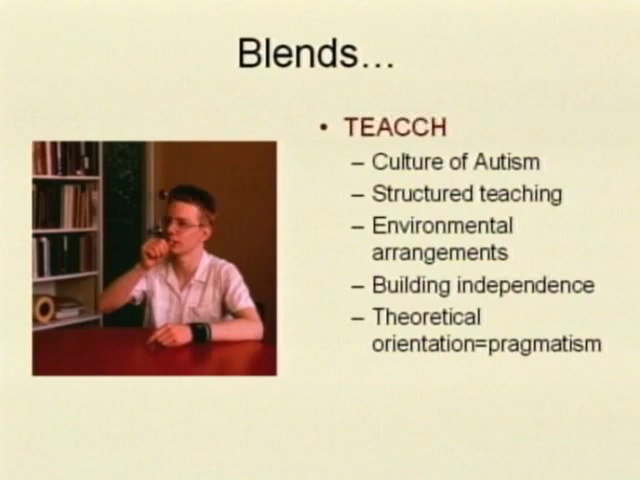 Blends...
• TEACCH
– Culture of Autism
– Structured teaching
– Environmental
arrangements
– Building independence
– Theoretical
orientation=pragmatism